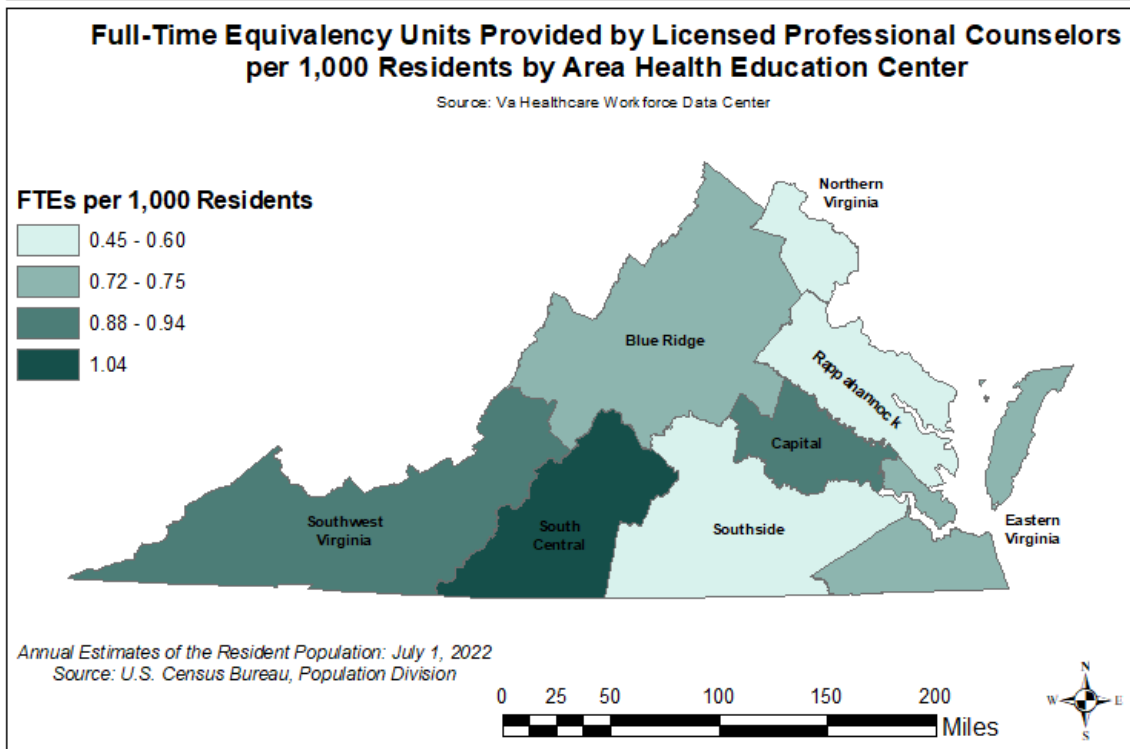 Full-Time Equivalency Units Provided by Licensed Professional Counselors
per 1,000 Residents by Area Health Education Center
Source: Va Healthcare Workforce Data Center
FTEs per 1,000 Residents
0.45 - 0.60
0.72 - 0.75
0.88 - 0.94
1.04
Northern
Virginia
Blue Ridge
Rappahannock
Capital
Southwest
Virginia
South
Central
Southside
Eastern
Virginia
Annual Estimates of the Resident Population: July 1, 2022
Source: U.S. Census Bureau, Population Division
0 25 50 100 150 200
Miles
N
W E
S